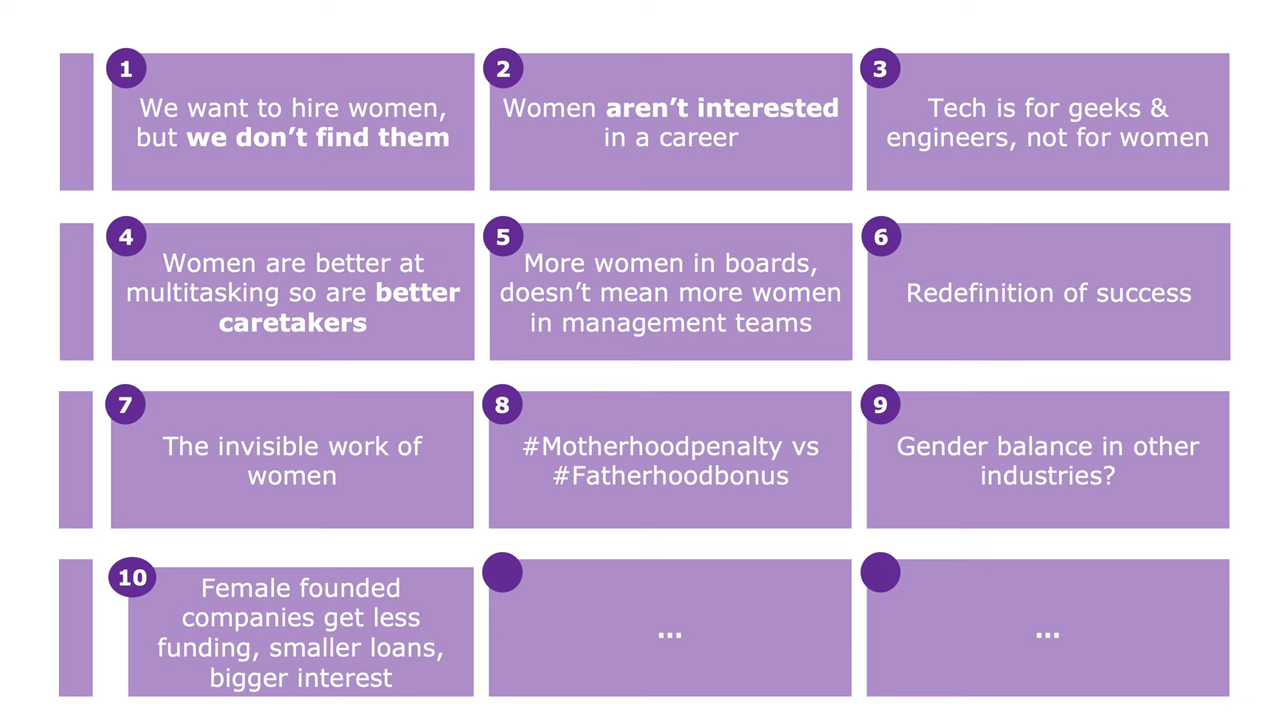 1
We want to hire women,
but we don’t find them
2
Women aren’t interested
in a career
3
Tech is for geeks &
engineers, not for women
4
Women are better at
multitasking so are better
caretakers
5
More women in boards,
doesn’t mean more women
in management teams
6
Redefinition of success
7
The invisible work of
women
8
#Motherhoodpenalty vs
#Fatherhoodbonus
9
Gender balance in other
industries?
10
Female founded
companies get less
funding, smaller loans,
bigger interest
...
...